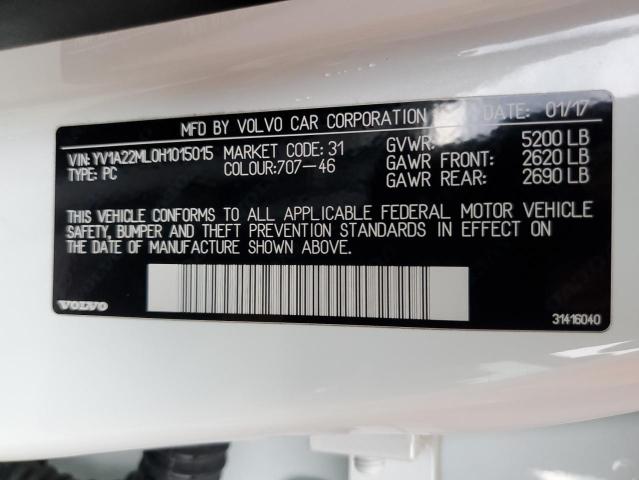 MFD BY VOLVO CAR CORPORATION DATE: 01/17
VIN: YV1A22ML0H1015015 MARKET CODE: 31 GVWR: 5200 LB
TYPE: PC COLOUR:707-46 GAWR FRONT: 2620 LB
GAWR REAR: 2690 LB
THIS VEHICLE CONFORMS TO ALL APPLICABLE FEDERAL MOTOR VEHICLE
SAFETY, BUMPER AND THEFT PREVENTION STANDARDS IN EFFECT ON
THE DATE OF MANUFACTURE SHOWN ABOVE.
VOLVO 31416040